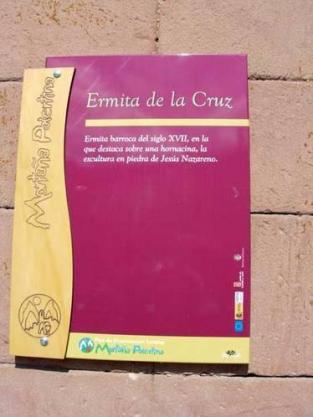 Ermita de la Cruz
Ermita barroca del siglo XVII, en la
que destaca sobre una hornacina, la
escultura en piedra de Jesús Nazareno.
Montaña Palentina
Montaña Palentina